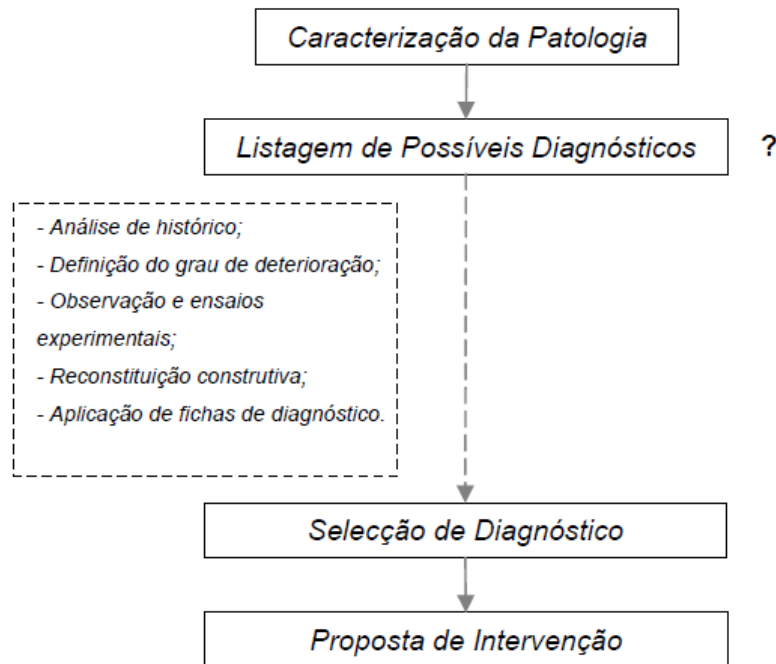 Caracterização da Patologia
Listagem de Possíveis Diagnósticos
?
- Análise de histórico;
- Definição do grau de deterioração;
- Observação e ensaios
experimentais;
- Reconstituição construtiva;
- Aplicação de fichas de diagnóstico.
Selecção de Diagnóstico
Proposta de Intervenção